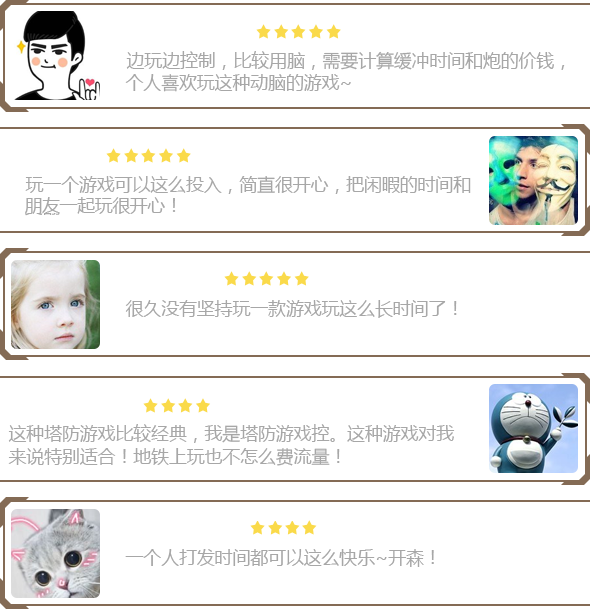 边玩边控制，比较用脑，需要计算缓冲时间和炮的价钱，
个人喜欢玩这种动脑的游戏~
玩一个游戏可以这么投入，简直很开心，把闲暇的时间和
朋友一起玩很开心！
很久没有坚持玩一款游戏玩这么长时间了！
这种塔防游戏比较经典，我是塔防游戏控。这种游戏对我
来说特别适合！地铁上玩也不怎么费流量！
一个人打发时间都可以这么快乐~开森！